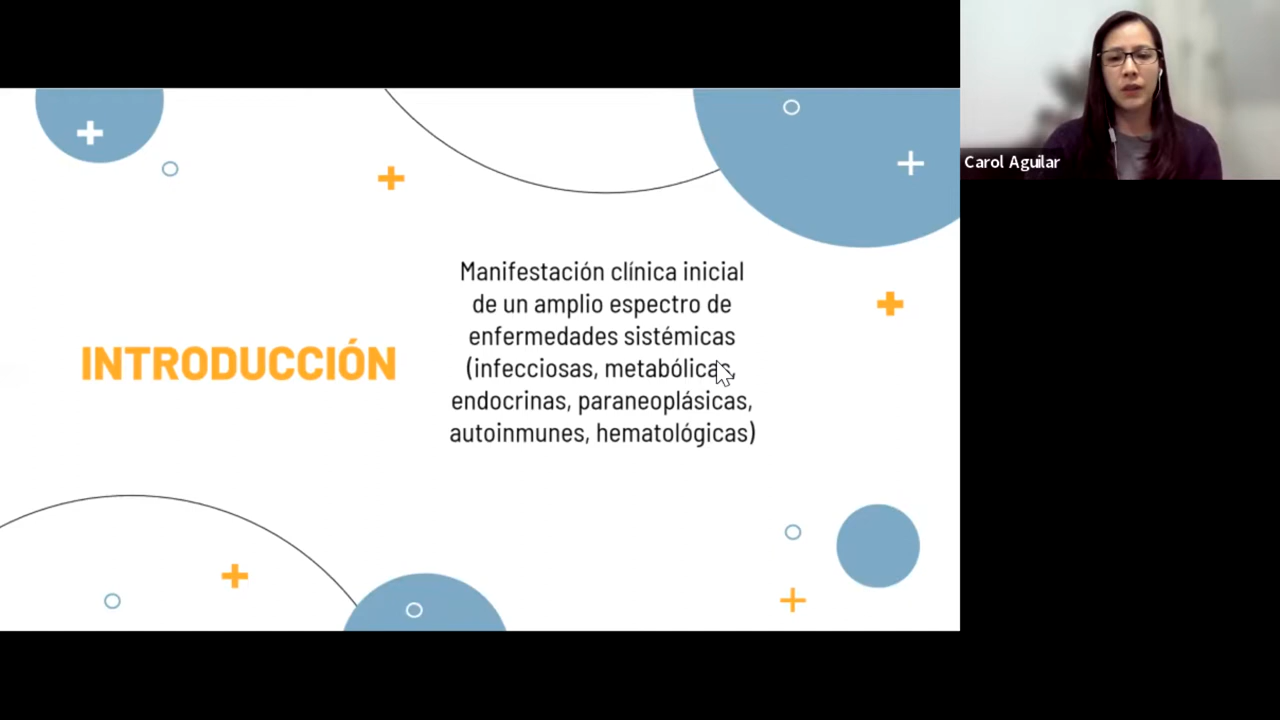 INTRODUCCIÓN
Manifestación clínica inicial
de un amplio espectro de
enfermedades sistémicas
(infecciosas, metabólicas,
endocrinas, paraneoplásicas,
autoinmunes, hematológicas)
Carol Aguilar